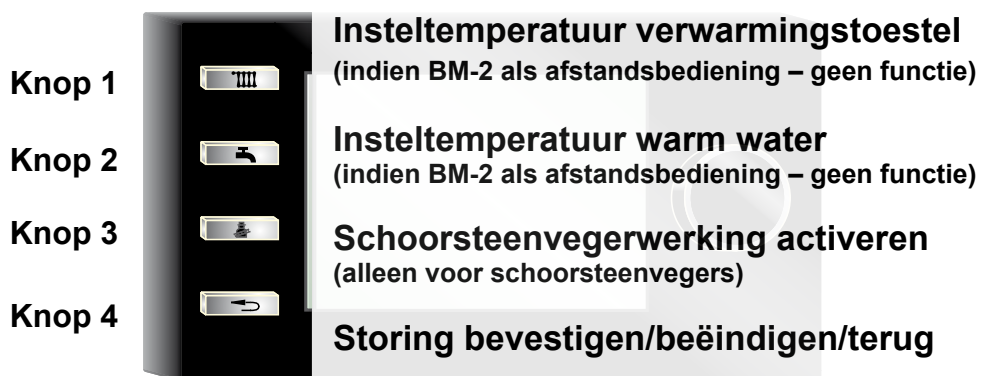 Knop 1
Insteltemperatuur verwarmingstoestel
(indien BM-2 als afstandsbediening – geen functie)
Knop 2
Insteltemperatuur warm water
(indien BM-2 als afstandsbediening – geen functie)
Knop 3
Schoorsteenvegerwerking activeren
(alleen voor schoorsteenvegers)
Knop 4
Storing bevestigen/beëindigen/terug